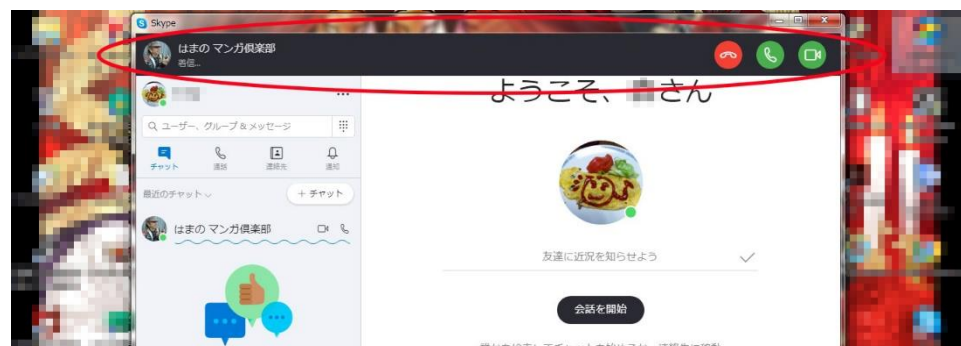 Skype
はまの マンガ倶楽部
着信...
ようこそ、 さん
ユーザー、グループ & メッセージ
チャット
通話
連絡先
通知
最近のチャット
+ チャット
はまの マンガ倶楽部
友達に近況を知らせよう
会話を開始